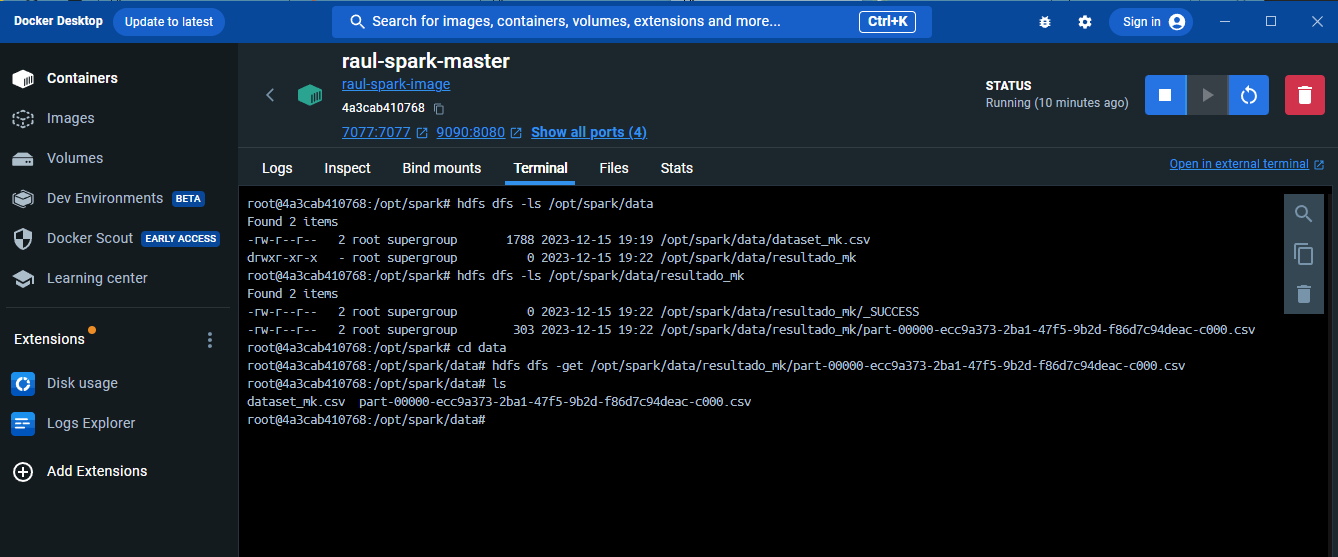 Docker Desktop
Update to latest
Search for images, containers, volumes, extensions and more...
Ctrl+K
Sign in
Containers
Images
Volumes
Dev Environments
BETA
Docker Scout
EARLY ACCESS
Learning center
Extensions
Disk usage
Logs Explorer
Add Extensions
raul-spark-master
raul-spark-image
4a3cab410768
7077:7077
9090:8080
Show all ports (4)
STATUS
Running (10 minutes ago)
Logs
Inspect
Bind mounts
Terminal
Files
Stats
Open in external terminal
root@4a3cab410768:/opt/spark# hdfs dfs -ls /opt/spark/data
Found 2 items
-rw-r--r--   2 root supergroup       1788 2023-12-15 19:19 /opt/spark/data/dataset_mk.csv
drwxr-xr-x   - root supergroup          0 2023-12-15 19:22 /opt/spark/data/resultado_mk
root@4a3cab410768:/opt/spark# hdfs dfs -ls /opt/spark/data/resultado_mk
Found 2 items
-rw-r--r--   2 root supergroup          0 2023-12-15 19:22 /opt/spark/data/resultado_mk/_SUCCESS
-rw-r--r--   2 root supergroup        303 2023-12-15 19:22 /opt/spark/data/resultado_mk/part-00000-ecc9a373-2ba1-47f5-9b2d-f86d7c94deac-c000.csv
root@4a3cab410768:/opt/spark# cd data
root@4a3cab410768:/opt/spark/data# hdfs dfs -get /opt/spark/data/resultado_mk/part-00000-ecc9a373-2ba1-47f5-9b2d-f86d7c94deac-c000.csv
root@4a3cab410768:/opt/spark/data# ls
dataset_mk.csv  part-00000-ecc9a373-2ba1-47f5-9b2d-f86d7c94deac-c000.csv
root@4a3cab410768:/opt/spark/data#